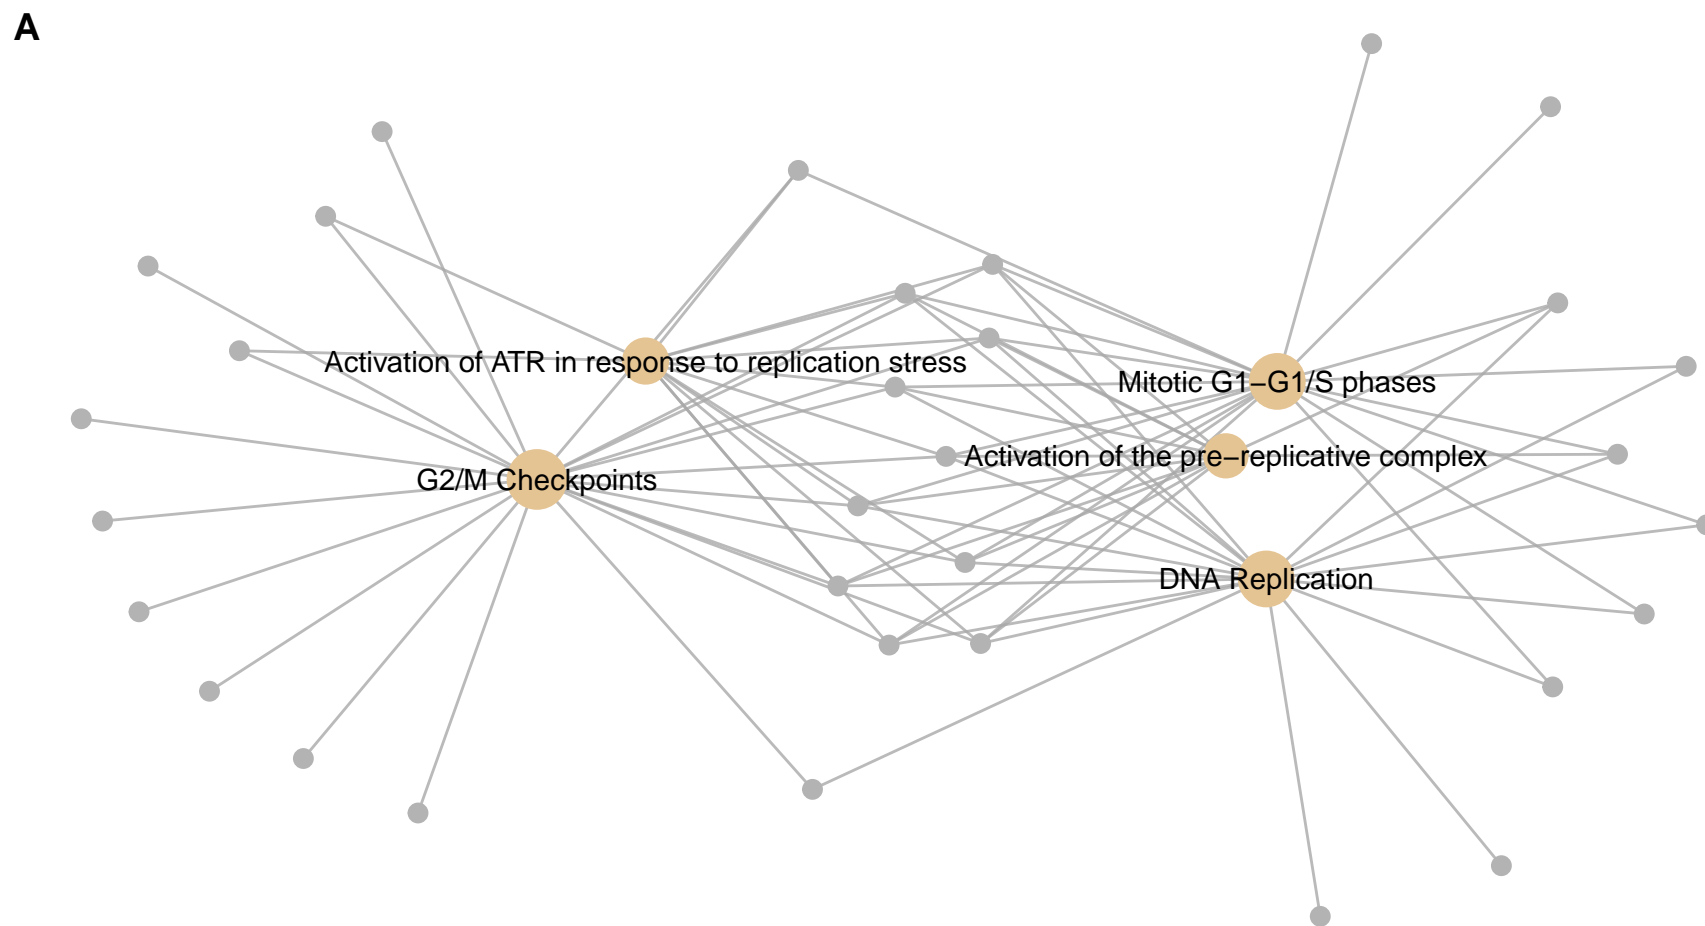 A
Activation of ATR in response to replication stress
Mitotic G1−G1/S phases
Activation of the pre−replicative complex
G2/M Checkpoints
DNA Replication